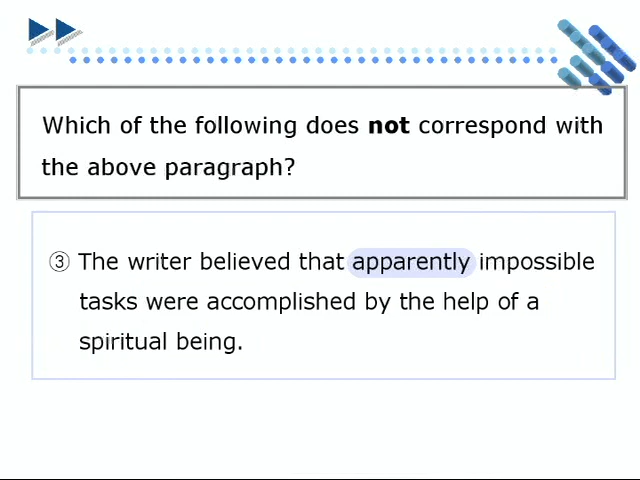 Which of the following does not correspond with
the above paragraph?
③ The writer believed that apparently impossible
tasks were accomplished by the help of a
spiritual being.